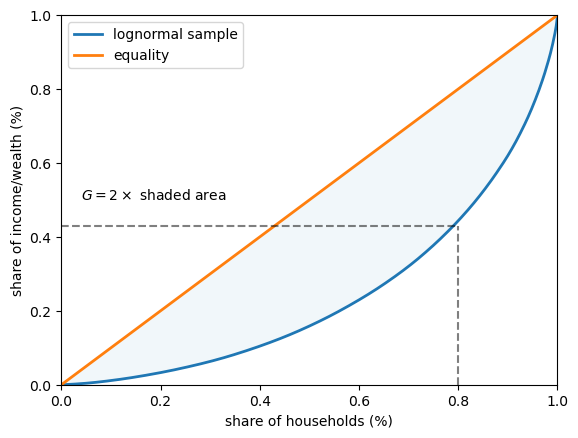 lognormal sample
equality
1.0
0.8
0.6
0.4
0.2
0.0
share of income/wealth (%)
G = 2 × shaded area
0.0 0.2 0.4 0.6 0.8 1.0
share of households (%)